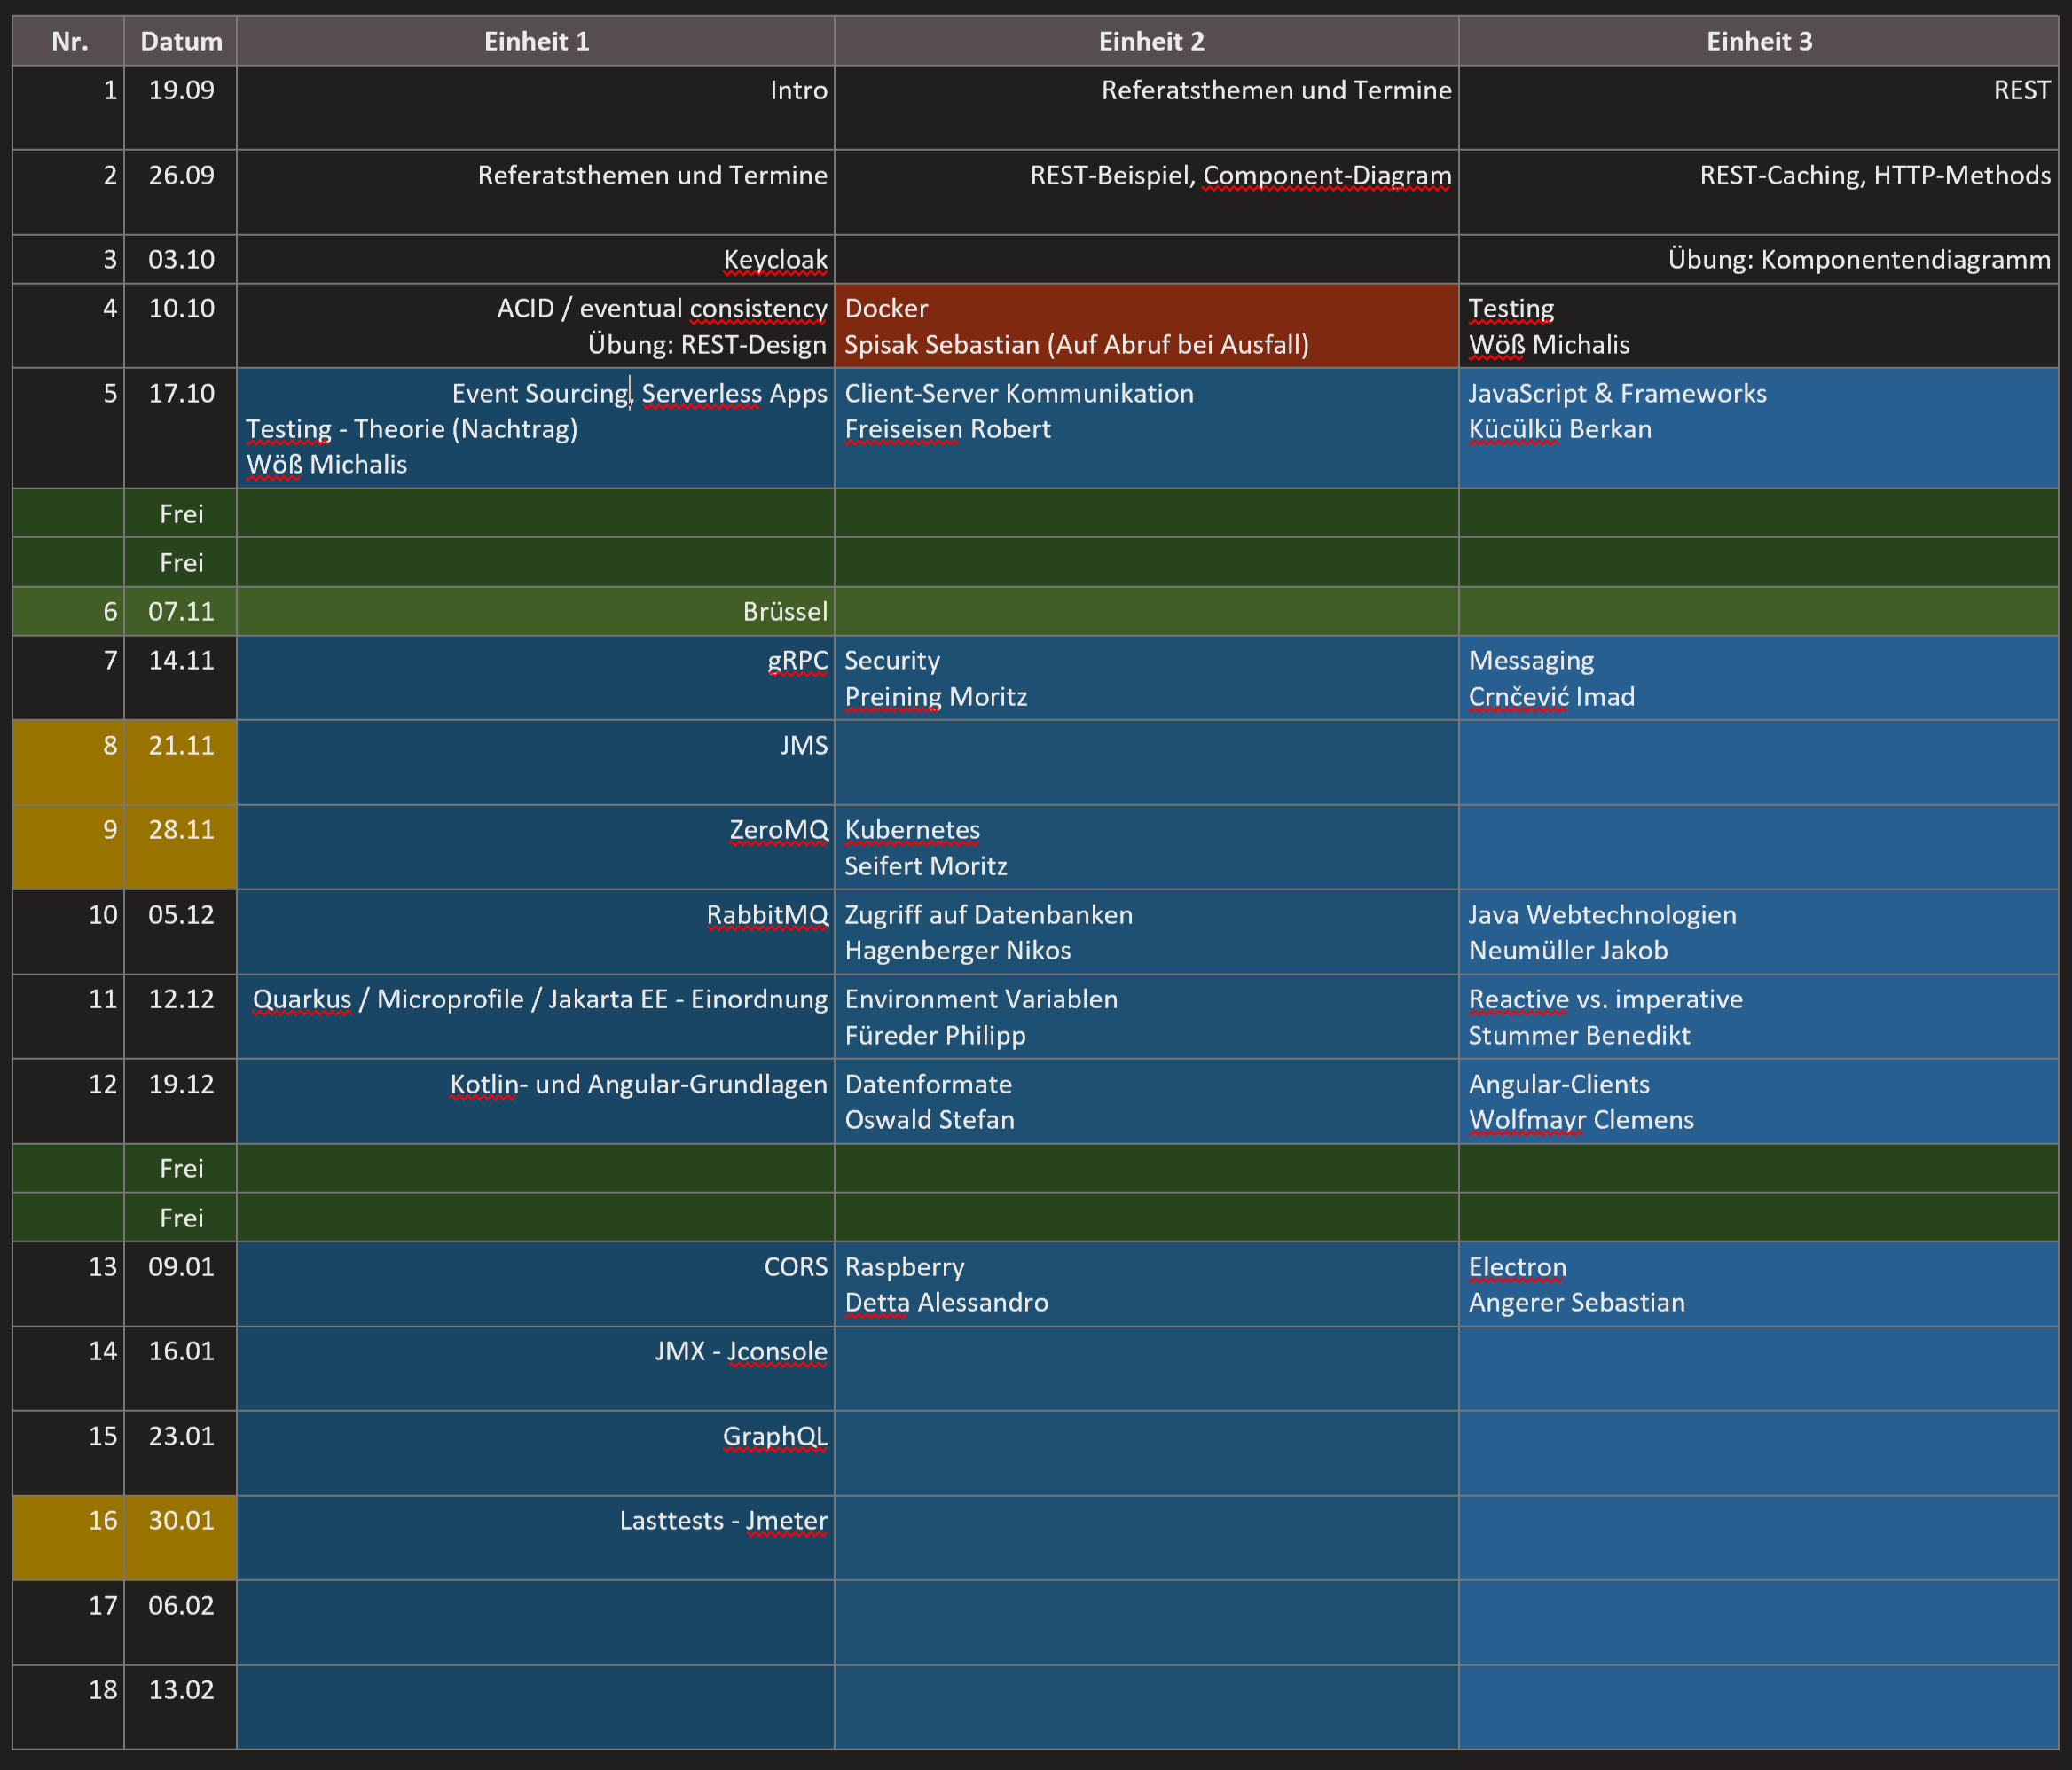 Nr. Datum Einheit 1 Einheit 2 Einheit 3
1 19.09 Intro Referatsthemen und Termine REST
2 26.09 Referatsthemen und Termine REST-Beispiel, Component-Diagram REST-Caching, HTTP-Methods
3 03.10 Keycloak Übung: Komponentendiagramm
4 10.10 ACID / eventual consistency Docker Testing
Übung: REST-Design Spisak Sebastian (Auf Abruf bei Ausfall) Wöß Michalis
5 17.10 Event Sourcing, Serverless Apps Client-Server Kommunikation JavaScript & Frameworks
Testing - Theorie (Nachtrag) Freiseisen Robert Kücülkü Berkan
Wöß Michalis
Frei
Frei
6 07.11 Brüssel
7 14.11 gRPC Security Messaging
Preining Moritz Crnčević Imad
8 21.11 JMS
9 28.11 ZeroMQ Kubernetes
Seifert Moritz
10 05.12 RabbitMQ Zugriff auf Datenbanken Java Webtechnologien
Hagenberger Nikos Neumüller Jakob
11 12.12 Quarkus / Microprofile / Jakarta EE - Einordnung Environment Variablen Reactive vs. imperative
Füreder Philipp Stummer Benedikt
12 19.12 Kotlin- und Angular-Grundlagen Datenformate Angular-Clients
Oswald Stefan Wolfmayr Clemens
Frei
Frei
13 09.01 CORS Raspberry Electron
Detta Alessandro Angerer Sebastian
14 16.01 JMX - Jconsole
15 23.01 GraphQL
16 30.01 Lasttests - Jmeter
17 06.02
18 13.02